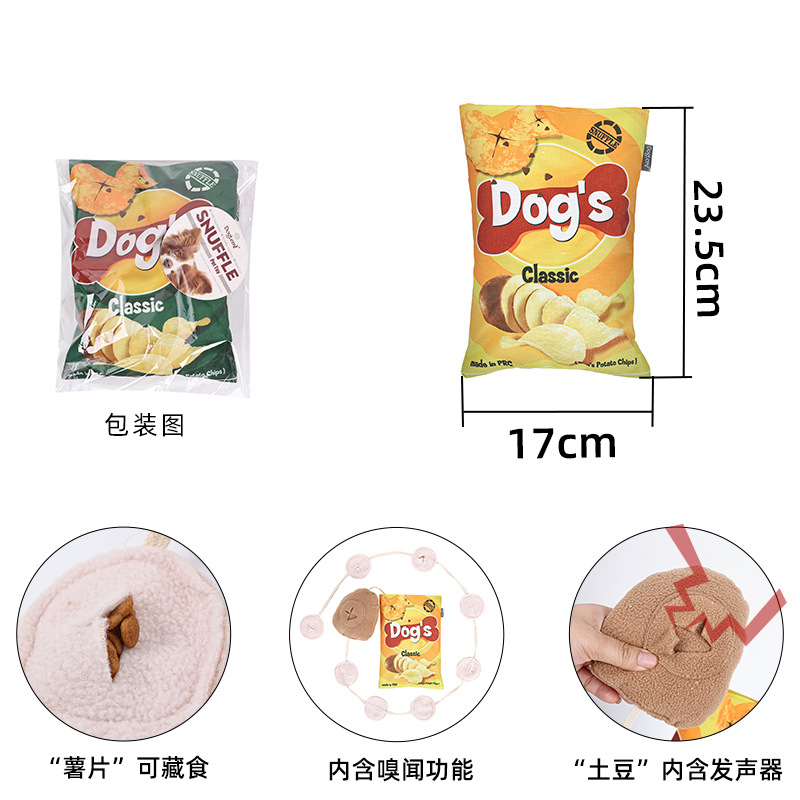 SNUFFLE
Dog's
SNUFFLE
Classic
包装图
SNUFFLE
Dog's
Classic
made in PRC
's Potato Chips)
23.5cm
17cm
“薯片”可藏食
Dog's
Classic
内含嗅闻功能
“土豆”内含发声器